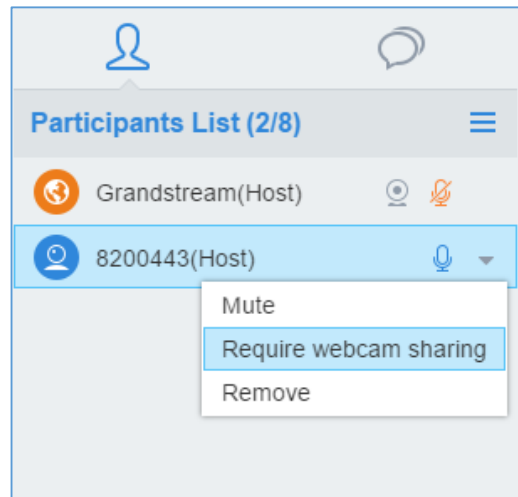 Participants List (2/8)
Grandstream(Host)
8200443(Host)
Mute
Require webcam sharing
Remove